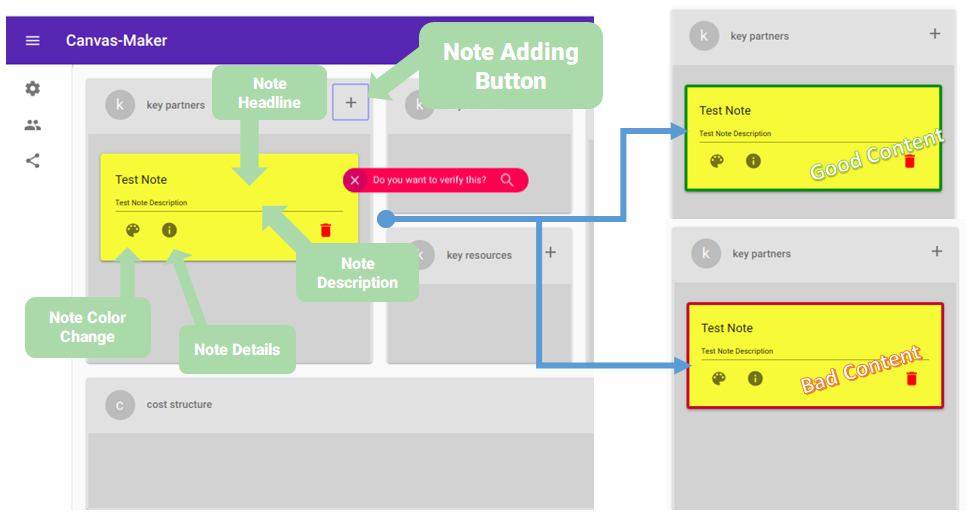 Canvas-Maker
Note Adding
Button
k
key partners
Note
Headline
k
Test Note
Test Note Description
Do you want to verify this?
Note
Description
k
key resources
Note Color
Change
Note Details
c
cost structure
k
key partners
Test Note
Test Note Description
Good Content
k
key partners
Test Note
Test Note Description
Bad Content